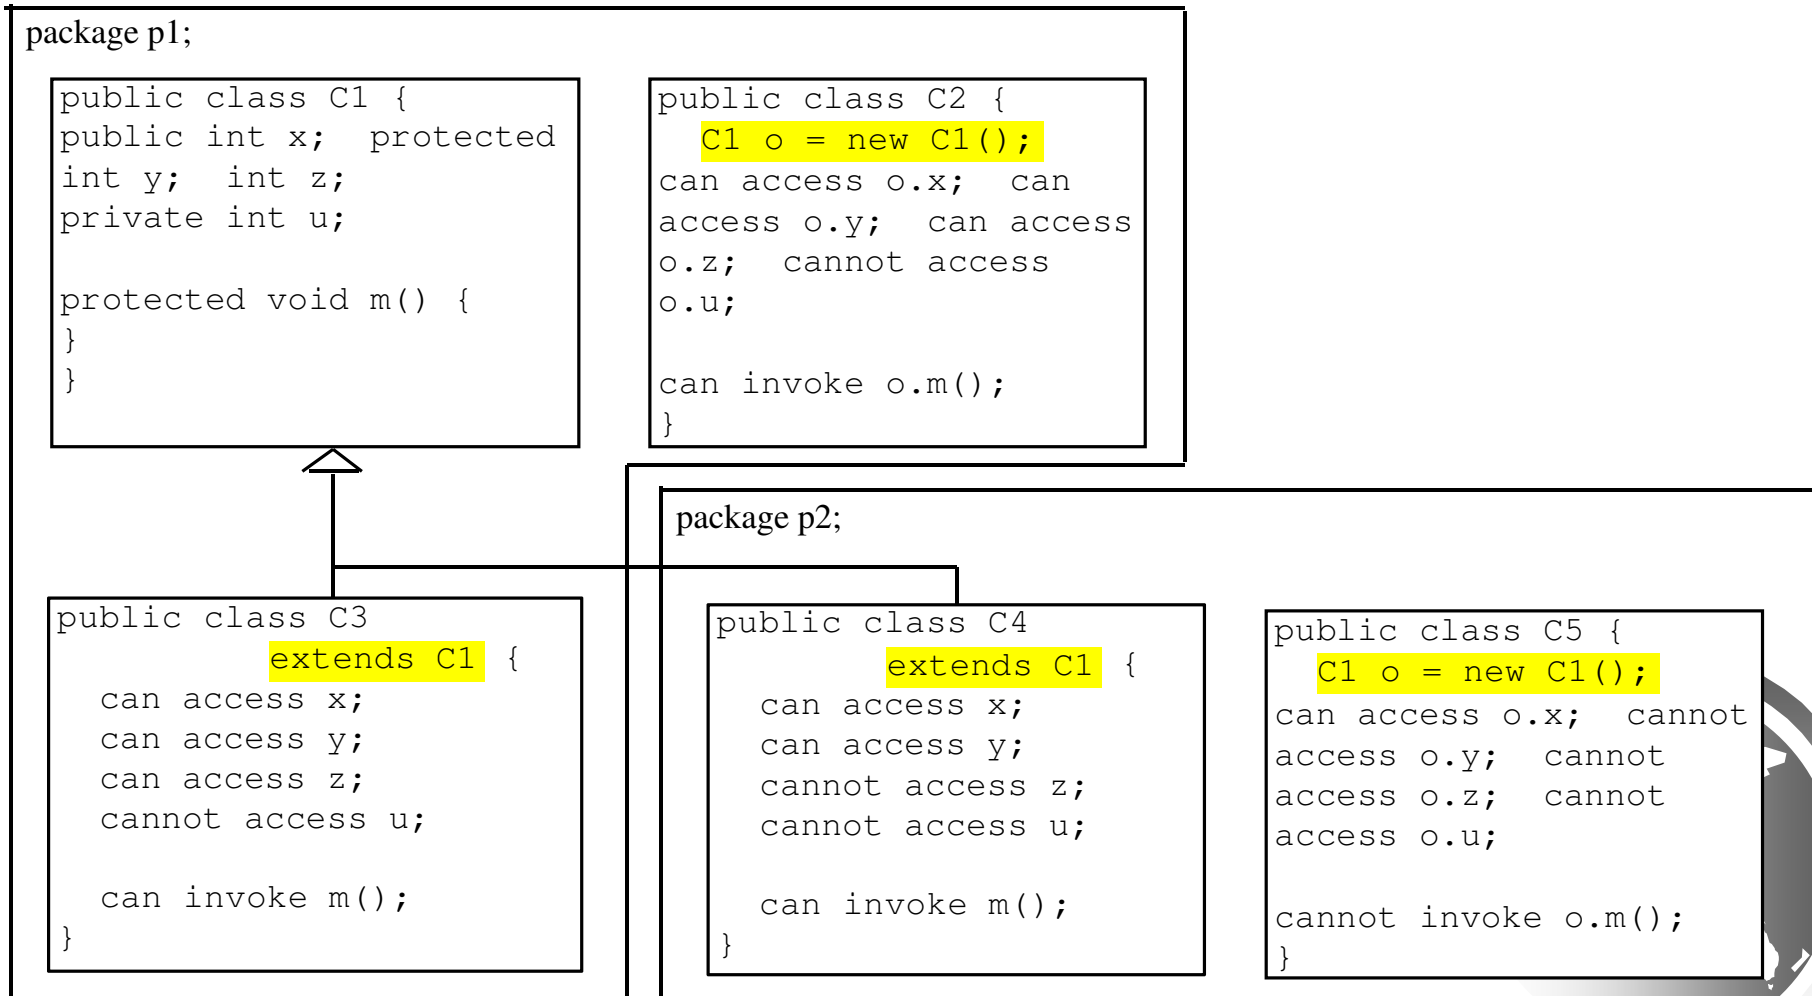 package p1;
public class C1 {
public int x;  protected
int y;  int z;
private int u;
protected void m() {
}
}
public class C2 {
C1 o = new C1();
can access o.x;  can
access o.y;  can access
o.z;  cannot access
o.u;
can invoke o.m();
}
package p2;
public class C3
extends C1 {
can access x;
can access y;
can access z;
cannot access u;
can invoke m();
}
public class C4
extends C1 {
can access x;
can access y;
cannot access z;
cannot access u;
can invoke m();
}
public class C5 {
C1 o = new C1();
can access o.x;  cannot
access o.y;  cannot
access o.z;  cannot
access o.u;
cannot invoke o.m();
}